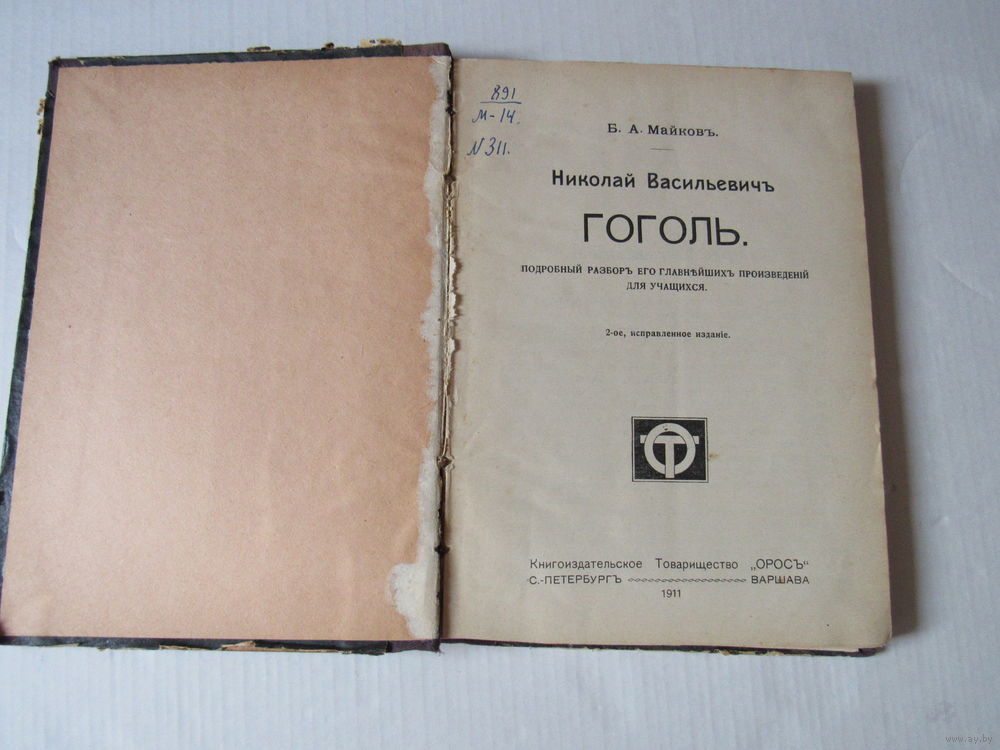 891
М-14.
N 311.
Б. А. Майковъ.
Николай Васильевичъ
ГОГОЛЬ.
ПОДРОБНЫЙ РАЗБОРЪ ЕГО ГЛАВНѢЙШИХЪ ПРОИЗВЕДЕНІЙ
ДЛЯ УЧАЩИХСЯ.
2-ое, исправленное изданіе.
Книгоиздательское Товарищество „ОРОСЪ“
С.-ПЕТЕРБУРГЪ ВАРШАВА
1911
www.ay.by